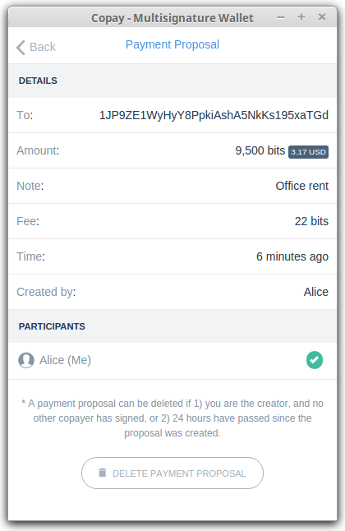 Copay - Multisignature Wallet
Back
Payment Proposal
DETAILS
To: 1JP9ZE1WyHyY8PpkiAshA5NkKs195xaTGd
Amount: 9,500 bits 3.17 USD
Note: Office rent
Fee: 22 bits
Time: 6 minutes ago
Created by: Alice
PARTICIPANTS
Alice (Me)
* A payment proposal can be deleted if 1) you are the creator, and no
other copayer has signed, or 2) 24 hours have passed since the
proposal was created.
DELETE PAYMENT PROPOSAL